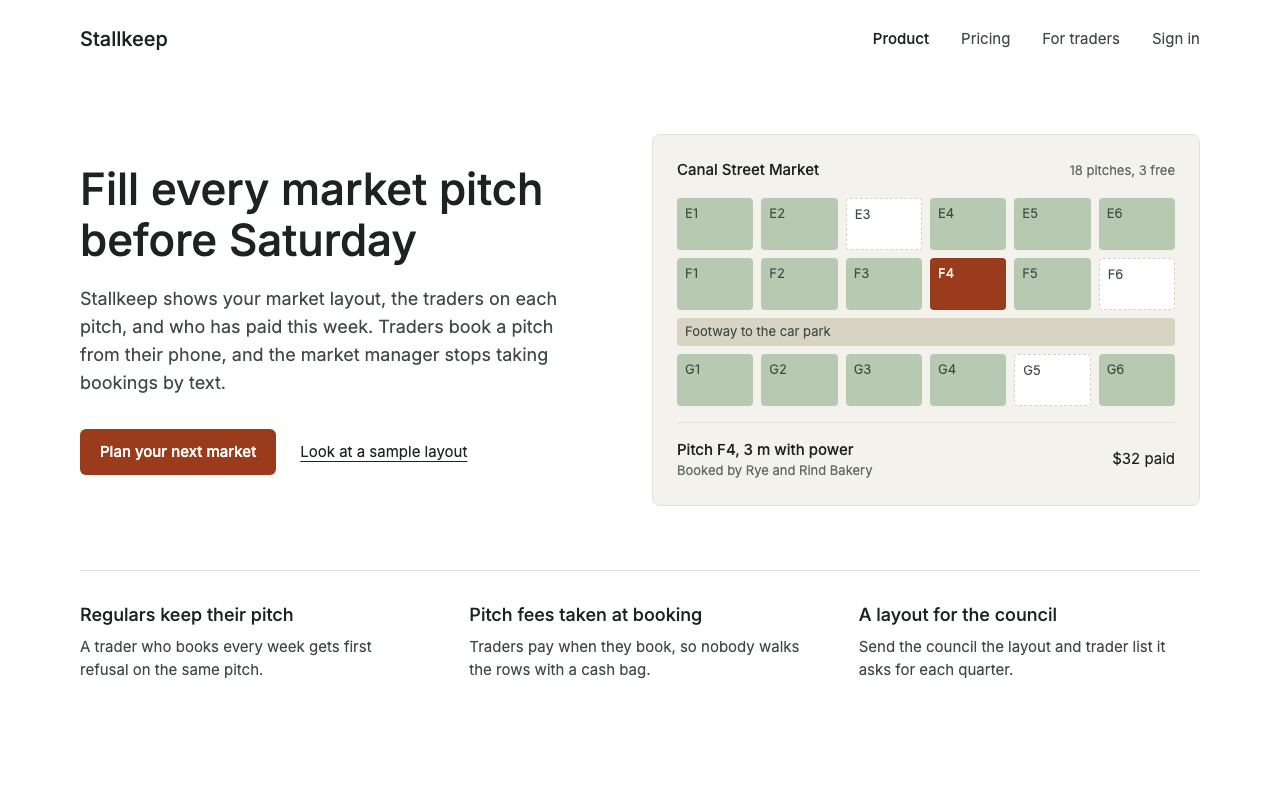 Stallkeep
Product
Pricing
For traders
Sign in
Fill every market pitch
before Saturday
Stallkeep shows your market layout, the traders on each
pitch, and who has paid this week. Traders book a pitch
from their phone, and the market manager stops taking
bookings by text.
Plan your next market
Look at a sample layout
Canal Street Market
18 pitches, 3 free
E1 E2 E3 E4 E5 E6
F1 F2 F3 F4 F5 F6
Footway to the car park
G1 G2 G3 G4 G5 G6
Pitch F4, 3 m with power
Booked by Rye and Rind Bakery
$32 paid
Regulars keep their pitch
A trader who books every week gets first
refusal on the same pitch.
Pitch fees taken at booking
Traders pay when they book, so nobody walks
the rows with a cash bag.
A layout for the council
Send the council the layout and trader list it
asks for each quarter.